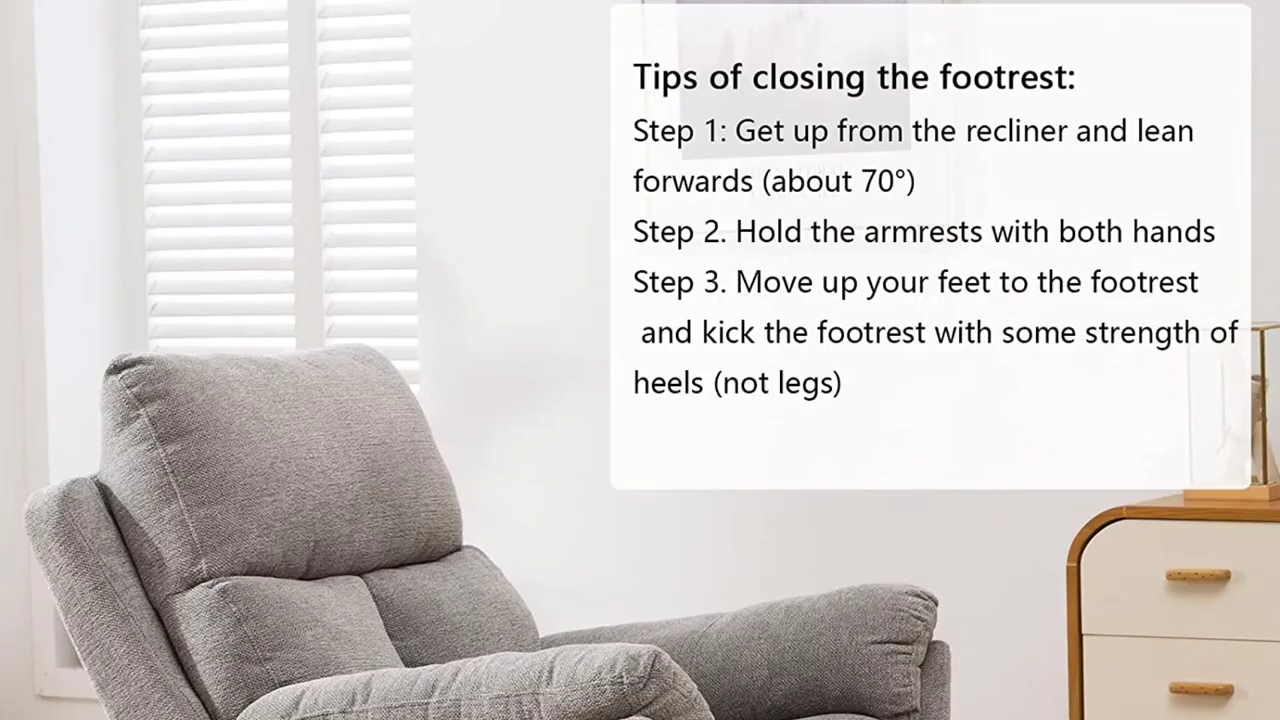 Tips of closing the footrest:
Step 1: Get up from the recliner and lean
forwards (about 70°)
Step 2. Hold the armrests with both hands
Step 3. Move up your feet to the footrest
and kick the footrest with some strength of
heels (not legs)